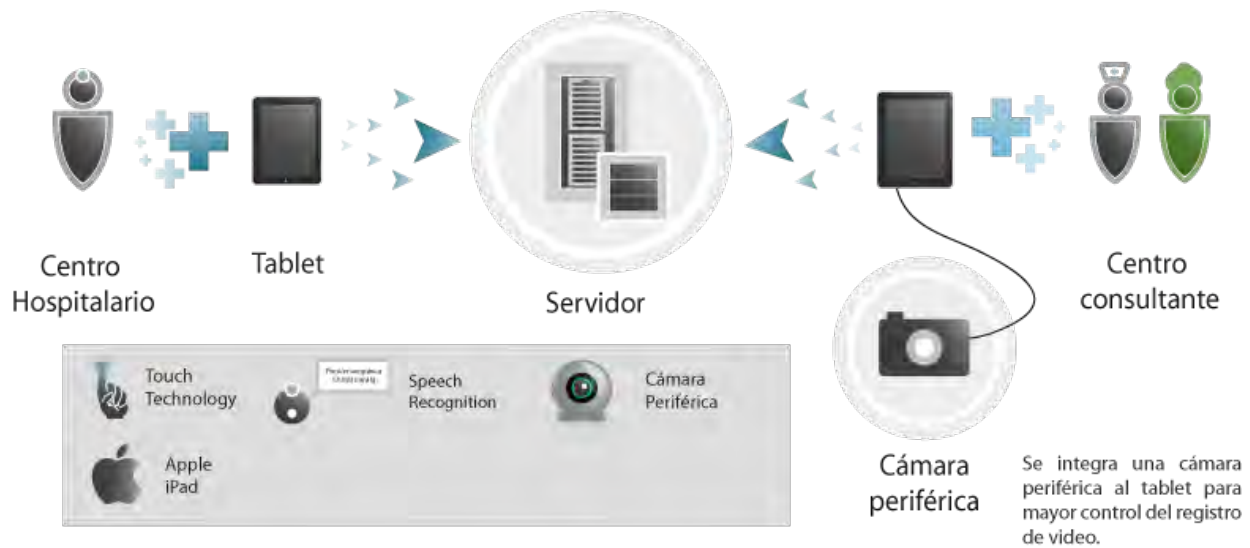 Centro
Hospitalario
Tablet
Servidor
Centro
consultante
Touch
Technology
Speech
Recognition
Cámara
Periférica
Apple
iPad
Cámara
periférica
Se integra una cámara
periférica al tablet para
mayor control del registro
de video.